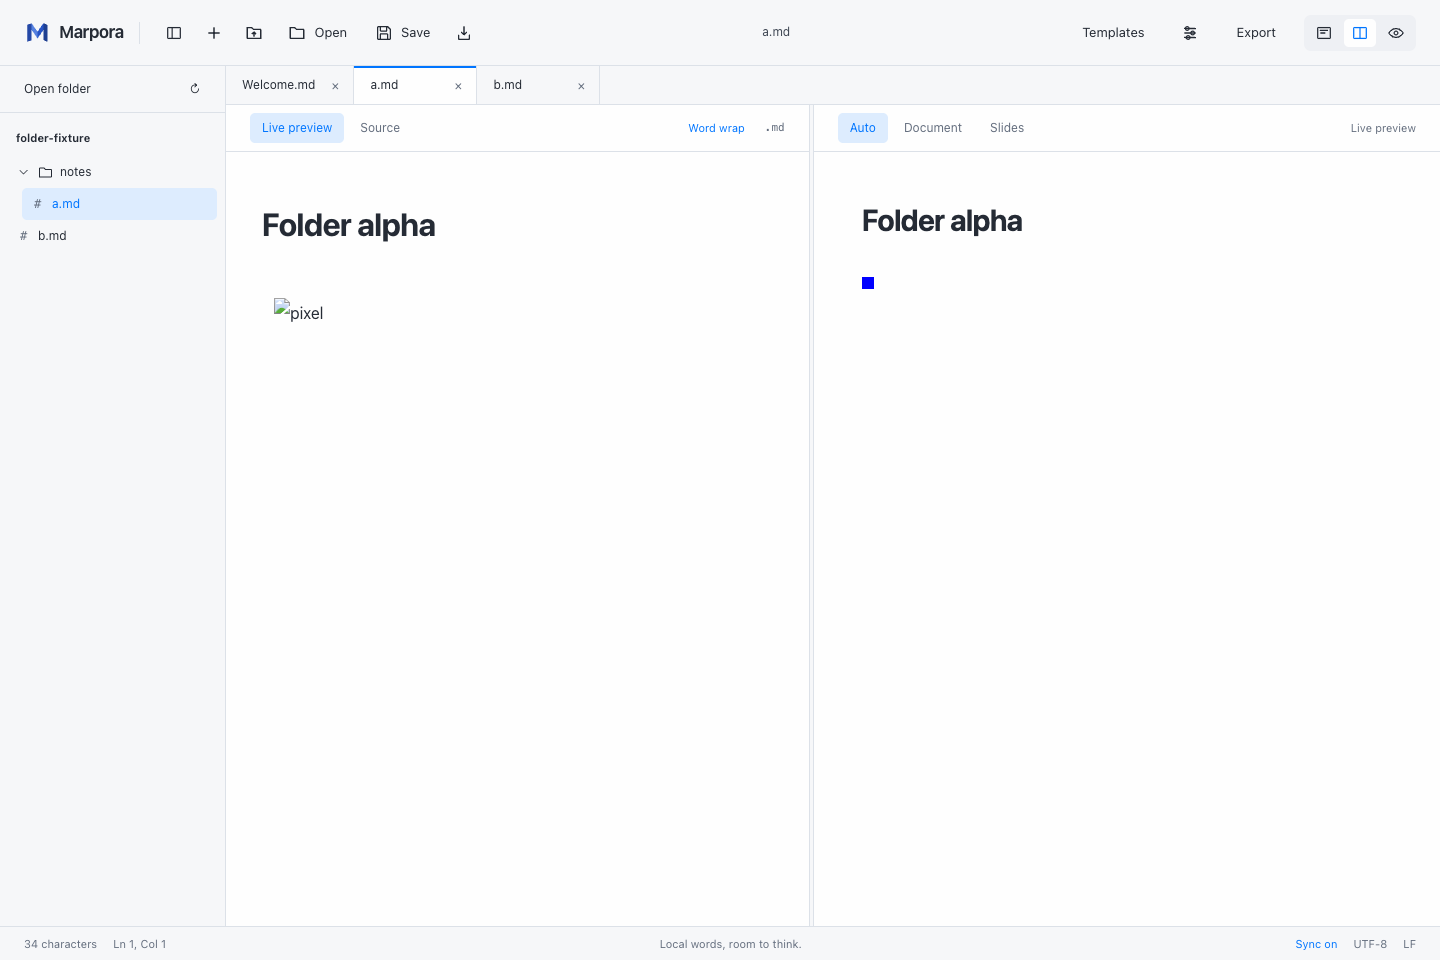 Marpora
Open
Save
a.md
Templates
Export
Open folder
Welcome.md ×
a.md ×
b.md ×
folder-fixture
notes
# a.md
# b.md
Live preview
Source
Word wrap
.md
Auto
Document
Slides
Live preview
Folder alpha
pixel
Folder alpha
34 characters
Ln 1, Col 1
Local words, room to think.
Sync on
UTF-8
LF